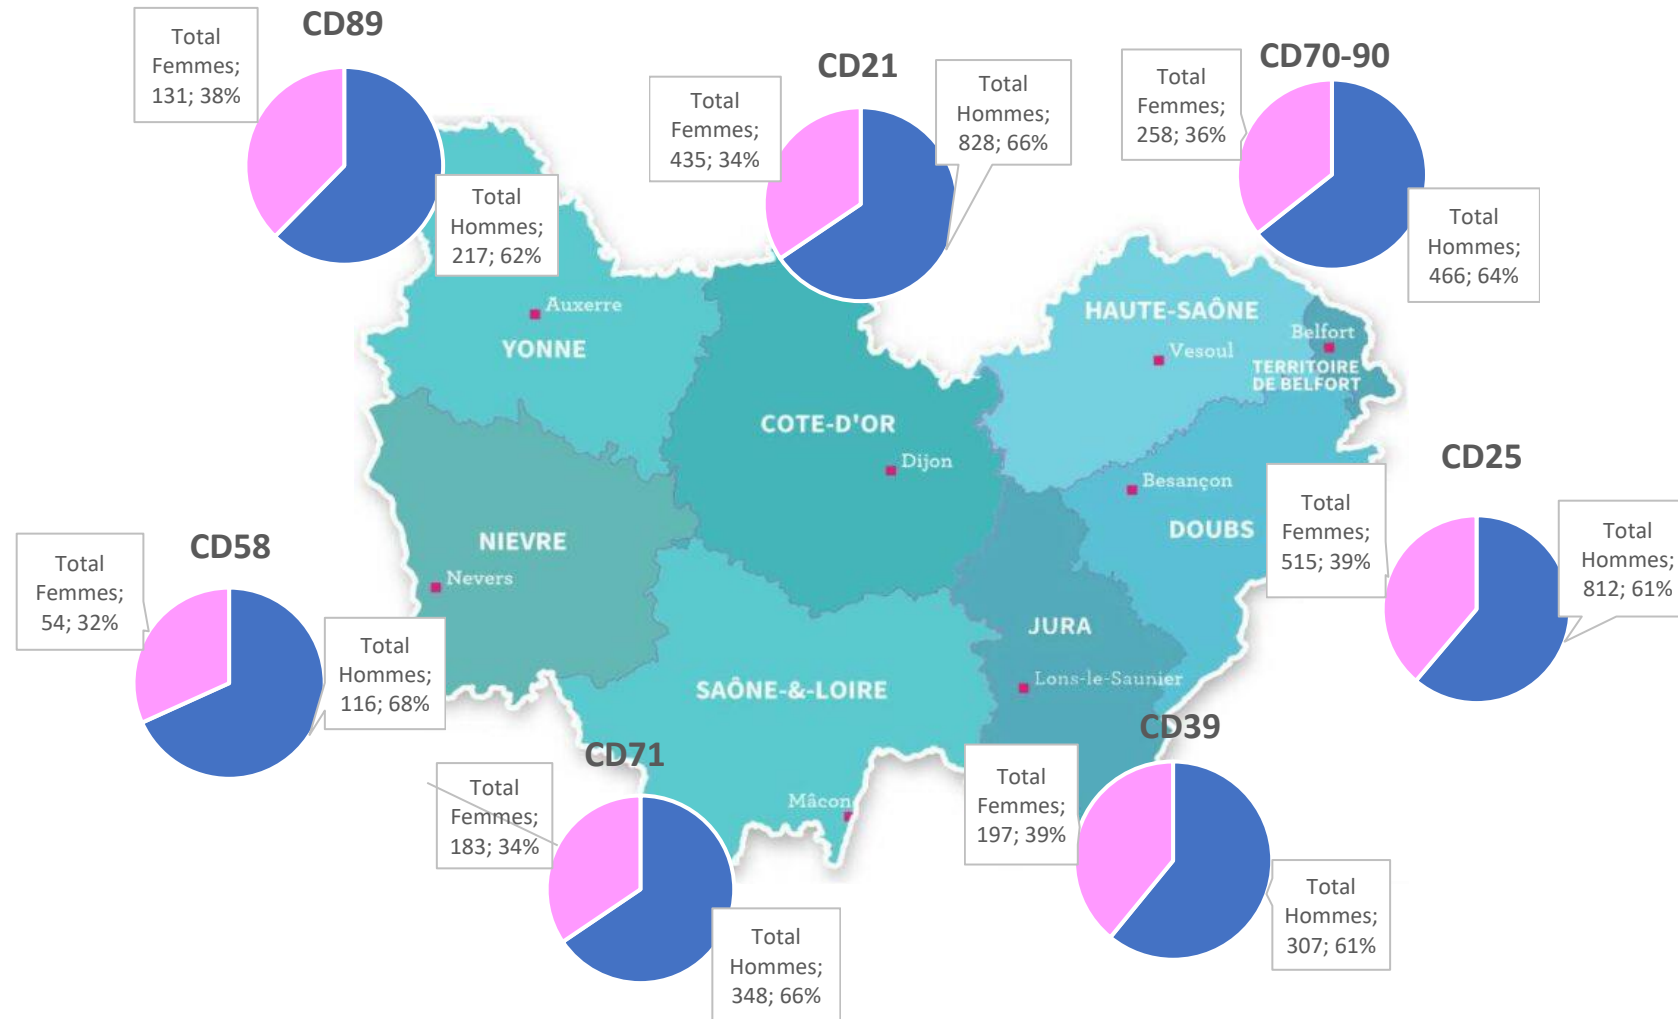 CD89
Total
Femmes;
131; 38%
Total
Hommes;
217; 62%
CD21
Total
Femmes;
435; 34%
Total
Hommes;
828; 66%
CD70-90
Total
Femmes;
258; 36%
Total
Hommes;
466; 64%
Auxerre
YONNE
HAUTE-SAÔNE
Vesoul
Belfort
TERRITOIRE
DE BELFORT
COTE-D'OR
Dijon
Besançon
DOUBS
CD25
Total
Femmes;
515; 39%
Total
Hommes;
812; 61%
NIEVRE
Nevers
CD58
Total
Femmes;
54; 32%
Total
Hommes;
116; 68%
JURA
Lons-le-Saunier
SAÔNE-&-LOIRE
Mâcon
CD71
Total
Femmes;
183; 34%
Total
Hommes;
348; 66%
CD39
Total
Femmes;
197; 39%
Total
Hommes;
307; 61%